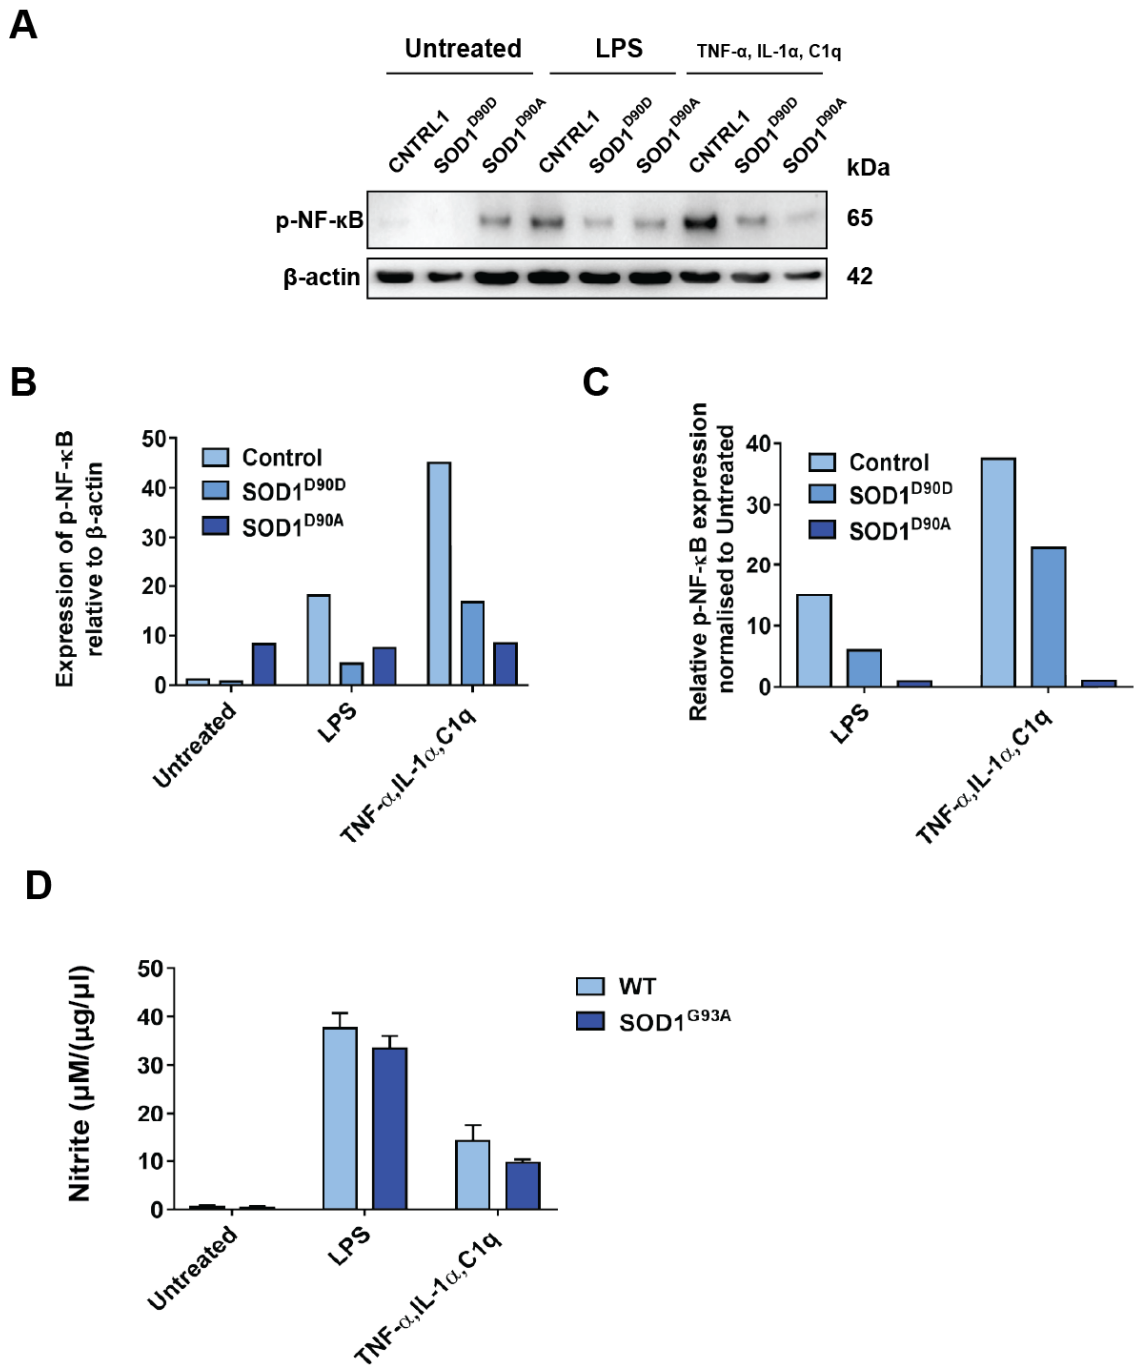 A
Untreated LPS TNF-α, IL-1α, C1q
CNTRL1 SOD1D90D SOD1D90A CNTRL1 SOD1D90D SOD1D90A CNTRL1 SOD1D90D SOD1D90A
kDa
p-NF-κB 65
β-actin 42
B
Expression of p-NF-κB
relative to β-actin
50
40
30
20
10
0
Control
SOD1D90D
SOD1D90A
Untreated
LPS
TNF-α,IL-1α,C1q
C
Relative p-NF-κB expression
normalised to Untreated
40
30
20
10
0
Control
SOD1D90D
SOD1D90A
LPS
TNF-α,IL-1α,C1q
D
Nitrite (µM/(µg/µl)
50
40
30
20
10
0
WT
SOD1G93A
Untreated
LPS
TNF-α,IL-1α,C1q